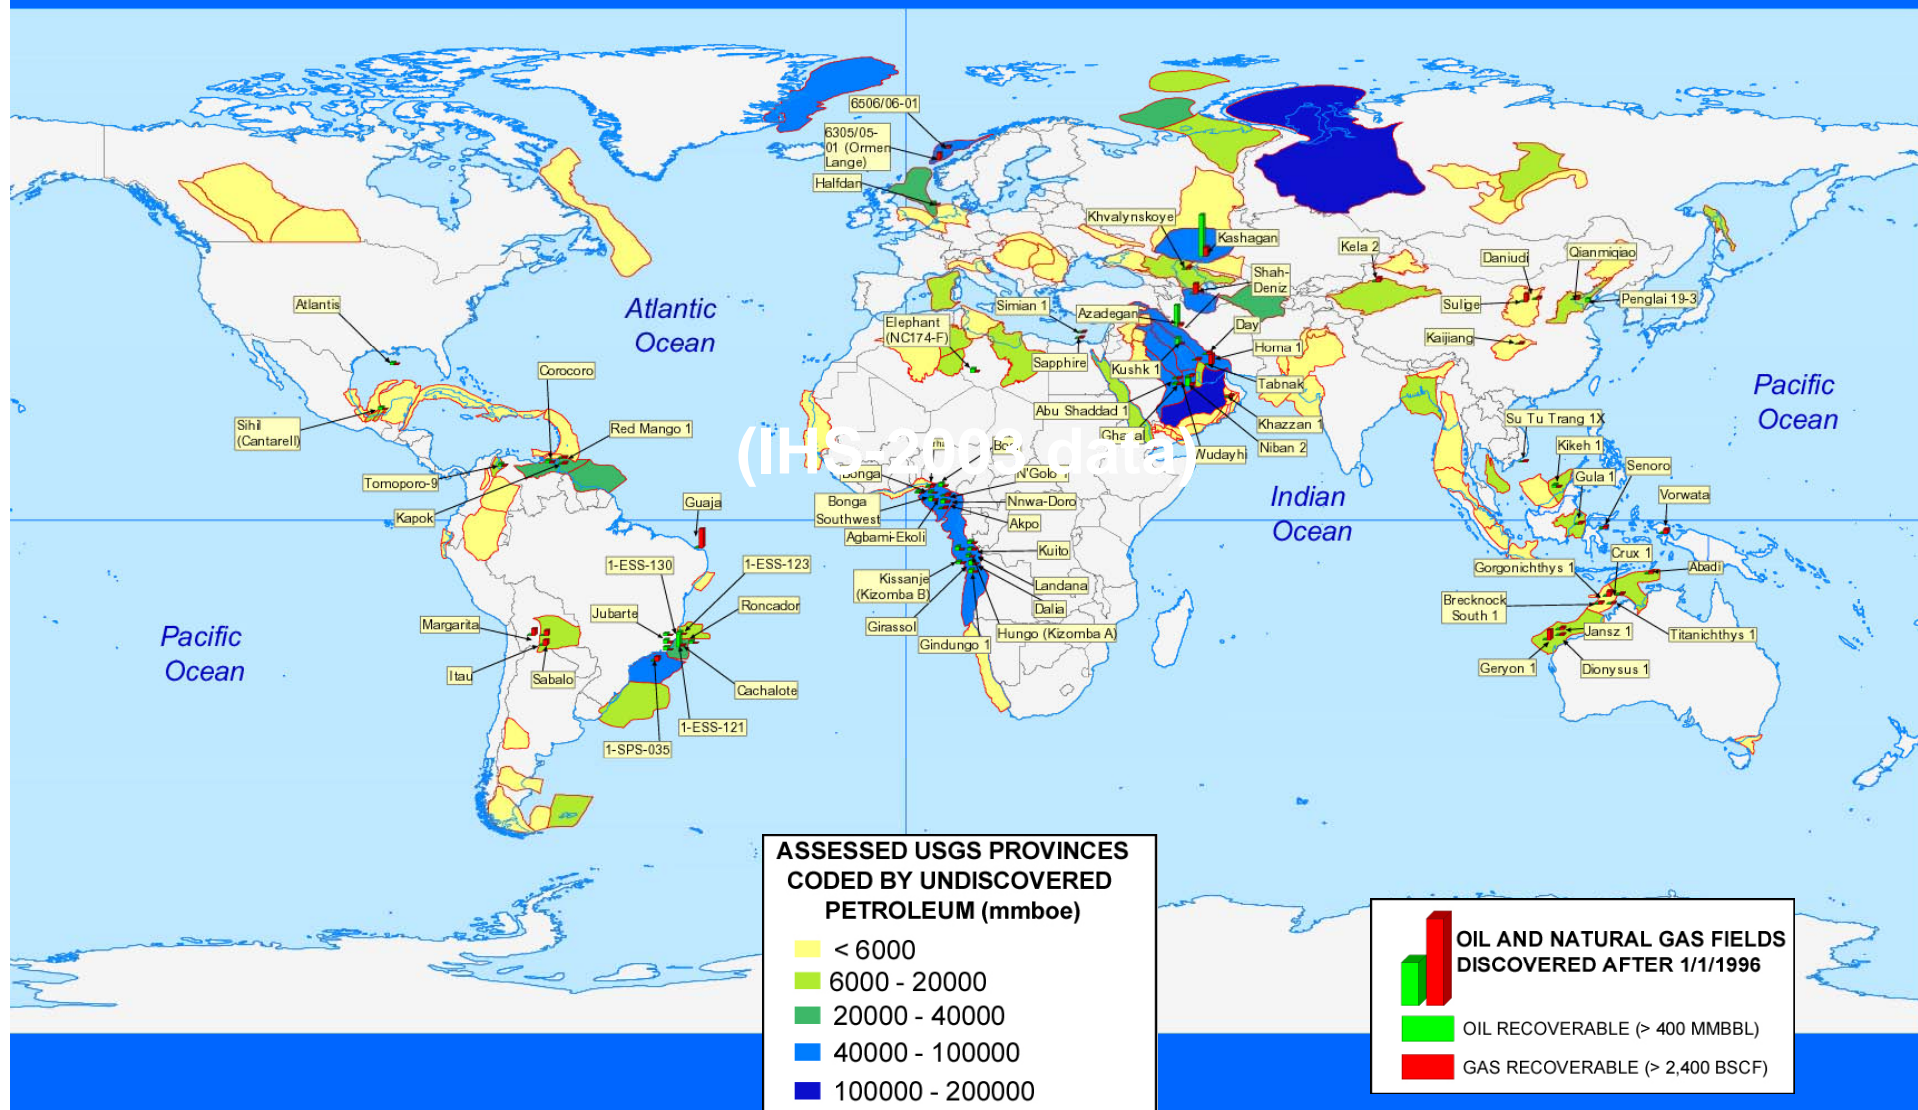 6506/06-01
6305/05-
01 (Ormen
Lange)
Halfdan
Khvalynskoye
Kashagan
Kela 2
Daniudi
Qianmiqiao
Shah-
Deniz
Atlantis
Atlantic
Ocean
Simian 1
Azadegan
Sulige
Penglai 19-3
Elephant
(NC174-F)
Day
Kaijiang
Homa 1
Sapphire
Kushk 1
Tabnak
Corocoro
Pacific
Ocean
Abu Shaddad 1
Sihil
(Cantarell)
Red Mango 1
Khazzan 1
Su Tu Trang 1X
Ghazal
(IHS-2003 data)
Wudayhi
Niban 2
Kikeh 1
Senoro
Gula 1
Tomoporo-9
Bonga
N'Golo 1
Vorwata
Kapok
Guaja
Bonga
Southwest
Nnwa-Doro
Indian
Ocean
Akpo
Agbami-Ekoli
Kuito
Crux 1
Gorgonichthys 1
Abadi
1-ESS-130
1-ESS-123
Kissanje
(Kizomba B)
Landana
Brecknock
South 1
Jubarte
Roncador
Dalia
Margarita
Girassol
Hungo (Kizomba A)
Jansz 1
Titanichthys 1
Pacific
Ocean
Gindungo 1
Itau
Sabalo
Geryon 1
Dionysus 1
Cachalote
1-ESS-121
1-SPS-035
ASSESSED USGS PROVINCES
CODED BY UNDISCOVERED
PETROLEUM (mmboe)
< 6000
6000 - 20000
20000 - 40000
40000 - 100000
100000 - 200000
OIL AND NATURAL GAS FIELDS
DISCOVERED AFTER 1/1/1996
OIL RECOVERABLE (> 400 MMBBL)
GAS RECOVERABLE (> 2,400 BSCF)